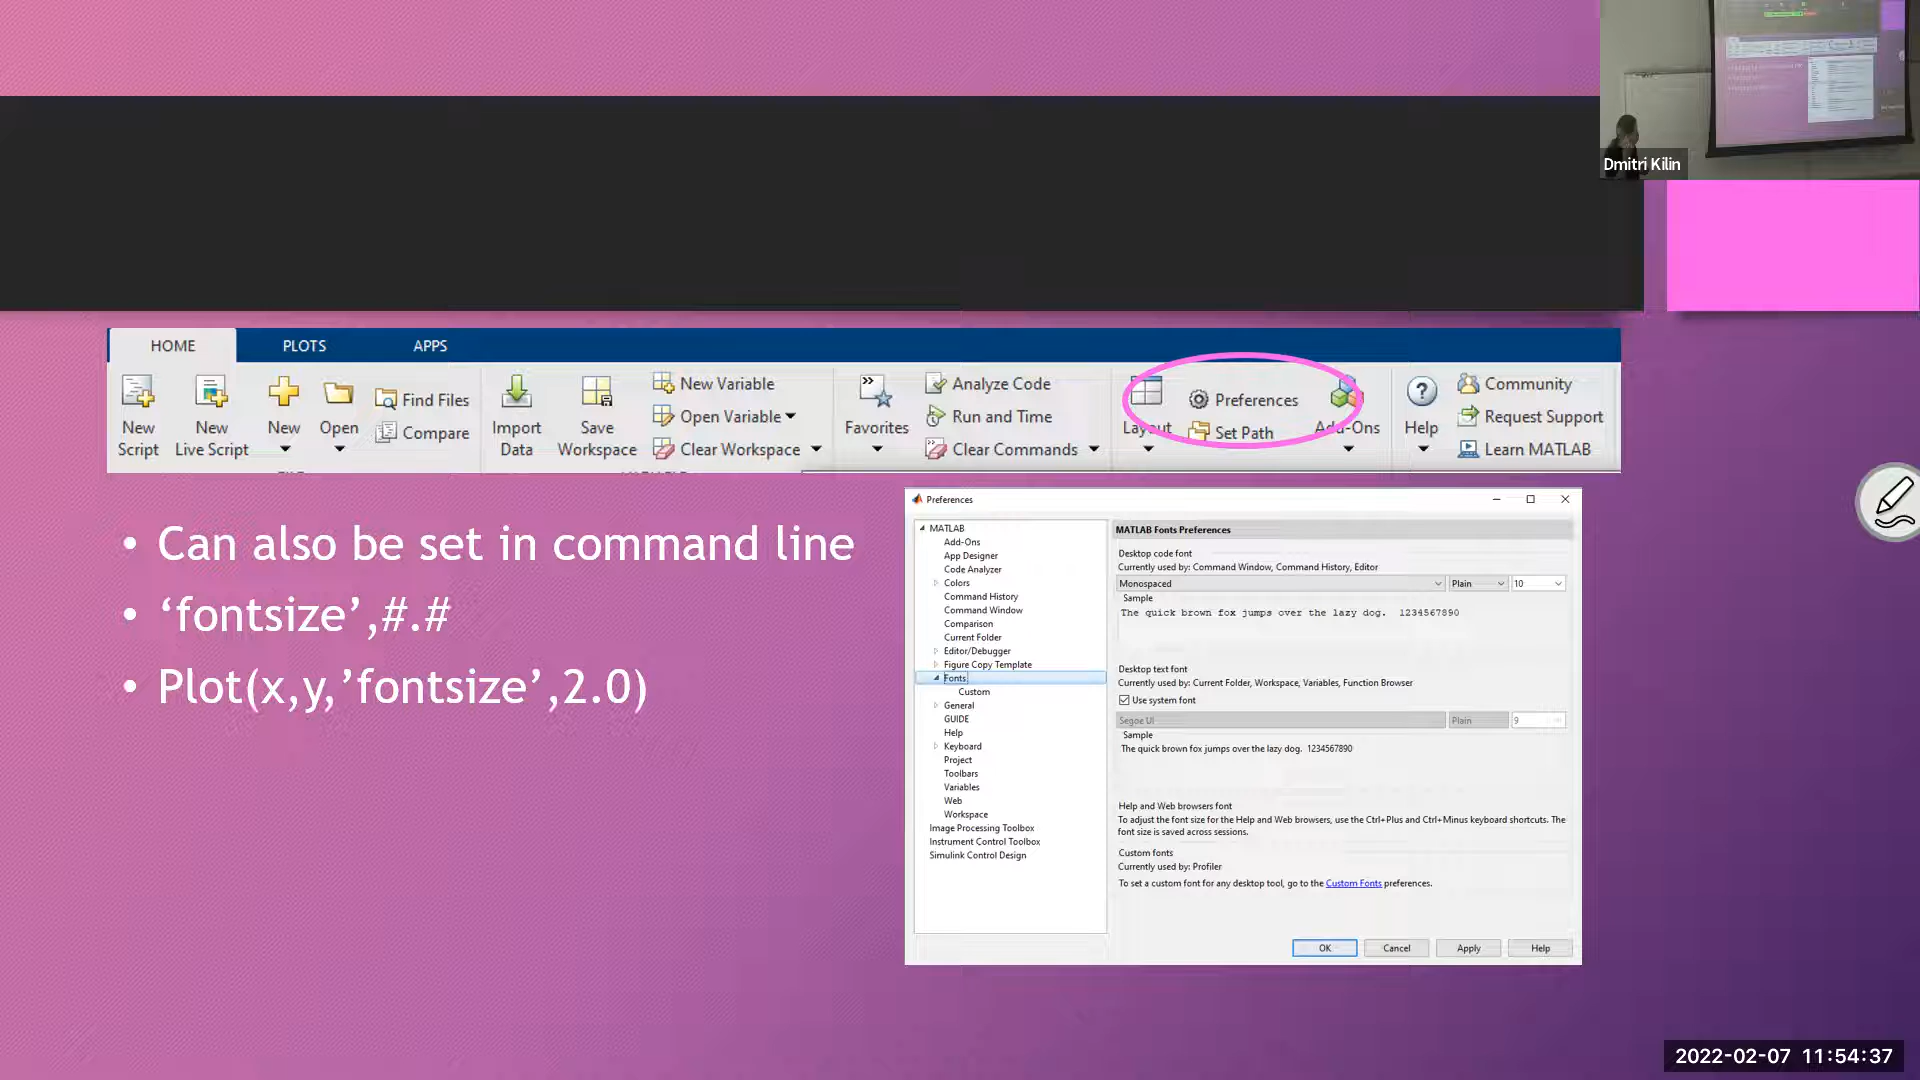 Dmitri Kilin
HOME PLOTS APPS
New Script
New Live Script
New
Open
Find Files
Compare
Import Data
Save Workspace
New Variable
Open Variable
Clear Workspace
Favorites
Analyze Code
Run and Time
Clear Commands
Layout
Preferences
Set Path
Add-Ons
Help
Community
Request Support
Learn MATLAB
• Can also be set in command line
• ‘fontsize’,#.#
• Plot(x,y,’fontsize’,2.0)
Preferences
MATLAB
Add-Ons
App Designer
Code Analyzer
Colors
Command History
Command Window
Comparison
Current Folder
Editor/Debugger
Figure Copy Template
Fonts
Custom
General
GUIDE
Help
Keyboard
Project
Toolbars
Variables
Web
Workspace
Image Processing Toolbox
Instrument Control Toolbox
Simulink Control Design
MATLAB Fonts Preferences
Desktop code font
Currently used by: Command Window, Command History, Editor
Monospaced Plain 10
Sample
The quick brown fox jumps over the lazy dog. 1234567890
Desktop text font
Currently used by: Current Folder, Workspace, Variables, Function Browser
Use system font
Segoe UI Plain 9
Sample
The quick brown fox jumps over the lazy dog. 1234567890
Help and Web browsers font
To adjust the font size for the Help and Web browsers, use the Ctrl+Plus and Ctrl+Minus keyboard shortcuts. The
font size is saved across sessions.
Custom fonts
Currently used by: Profiler
To set a custom font for any desktop tool, go to the Custom Fonts preferences.
OK Cancel Apply Help
2022-02-07 11:54:37